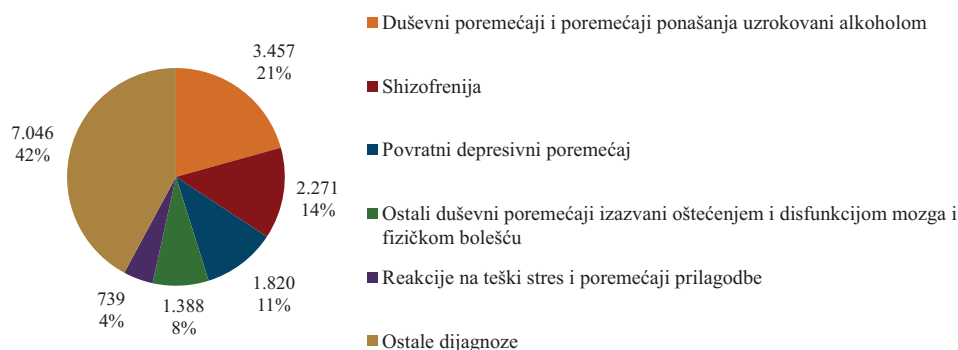 3.457
21%
2.271
14%
1.820
11%
1.388
8%
739
4%
7.046
42%
Duševni poremećaji i poremećaji ponašanja uzrokovani alkoholom
Shizofrenija
Povratni depresivni poremećaj
Ostali duševni poremećaji izazvani oštećenjem i disfunkcijom mozga i
fizičkom bolešću
Reakcije na teški stres i poremećaji prilagodbe
Ostale dijagnoze